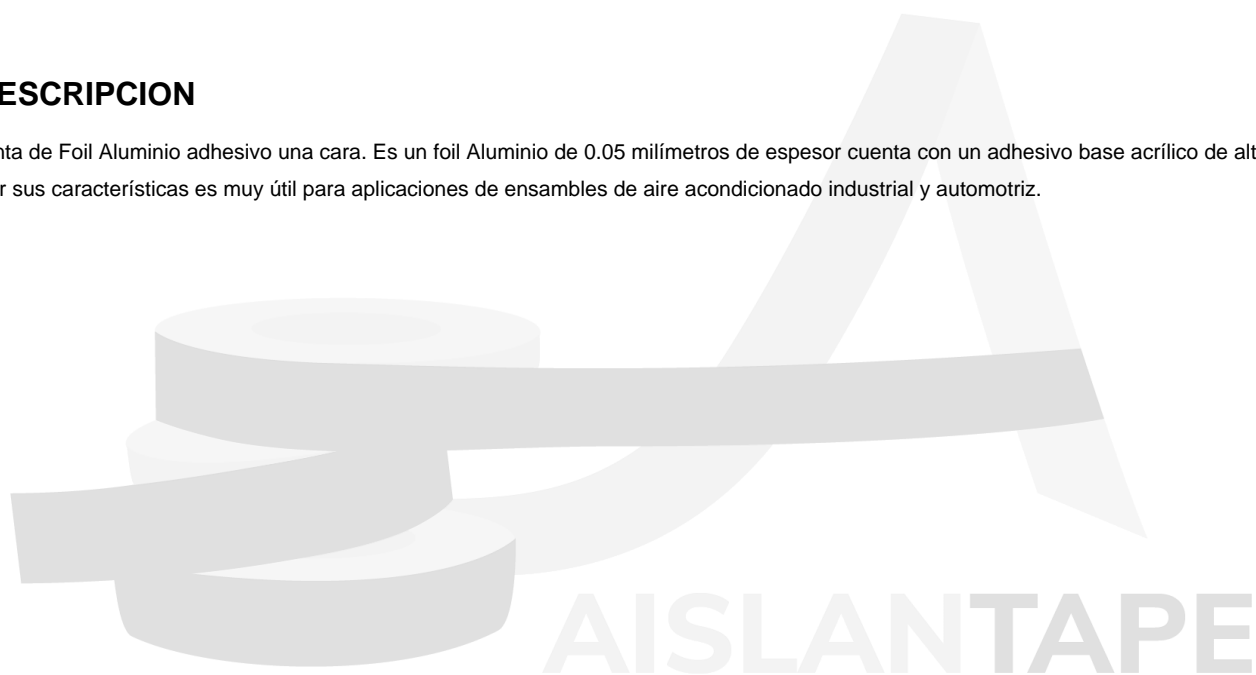 ESCRIPCION
nta de Foil Aluminio adhesivo una cara. Es un foil Aluminio de 0.05 milímetros de espesor cuenta con un adhesivo base acrílico de alt
r sus características es muy útil para aplicaciones de ensambles de aire acondicionado industrial y automotriz.
AISLANTAPE